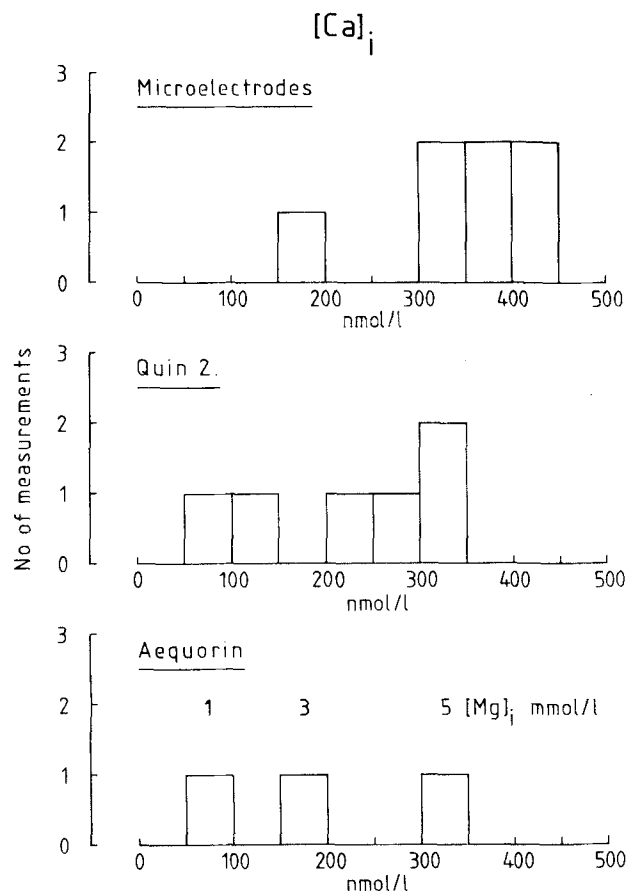 [Ca]i
Microelectrodes
3
2
1
0
0 100 200 300 400 500
nmol/l
No of measurements
Quin 2.
3
2
1
0
0 100 200 300 400 500
nmol/l
Aequorin
3
1 3 5 [Mg]i mmol/l
2
1
0
0 100 200 300 400 500
nmol/l